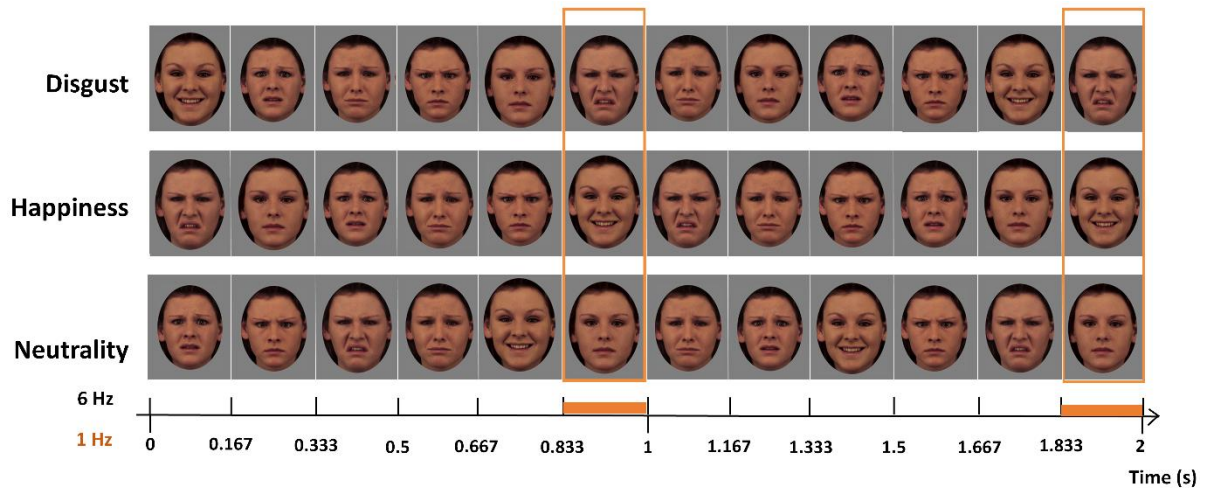 Disgust
Happiness
Neutrality
6 Hz
1 Hz
0 0.167 0.333 0.5 0.667 0.833 1 1.167 1.333 1.5 1.667 1.833 2
Time (s)